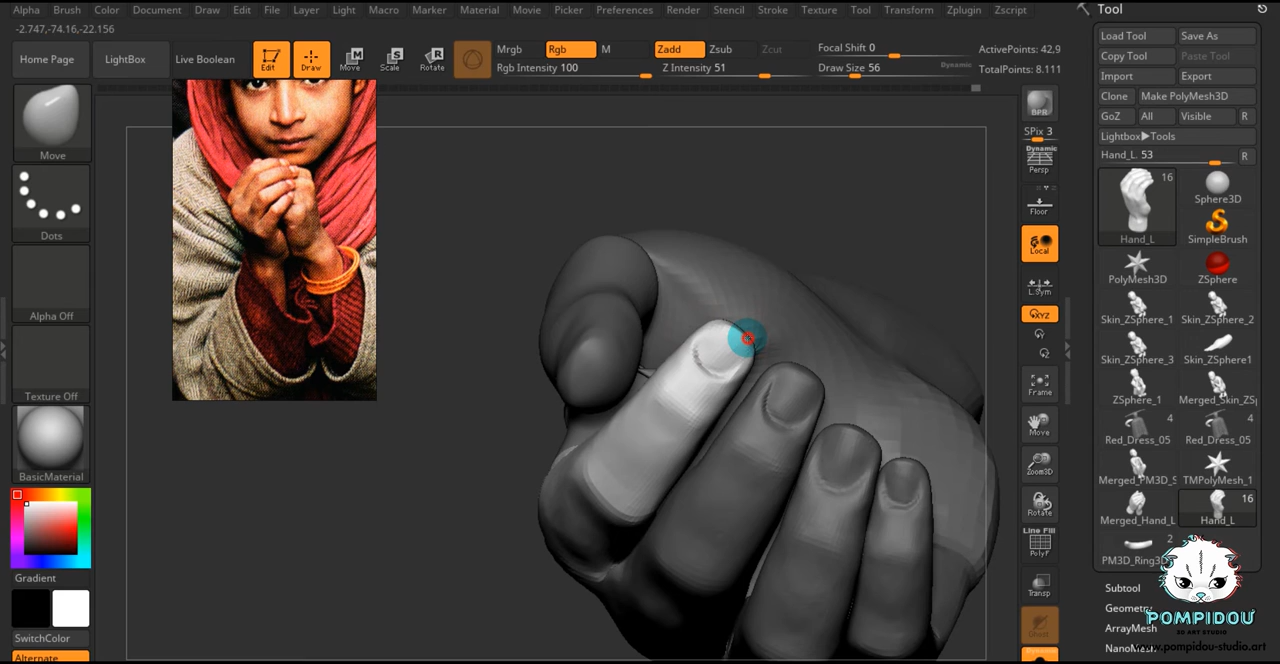 Alpha Brush Color Document Draw Edit File Layer Light Macro Marker Material Movie Picker Preferences Render Stencil Stroke Texture Tool Transform Zplugin Zscript
Tool
-2.747,-74.16,-22.156
Home Page
LightBox
Live Boolean
Edit
Draw
Move
Scale
Rotate
Mrgb
Rgb
M
Rgb Intensity 100
Zadd
Zsub
Zcut
Z Intensity 51
Focal Shift 0
Draw Size 56
Dynamic
ActivePoints: 42,9
TotalPoints: 8.111
Move
Dots
Alpha Off
Texture Off
BasicMaterial
Gradient
SwitchColor
Alternate
BPR
SPix 3
Dynamic
Persp
Floor
Local
L.Sym
XYZ
Frame
Move
Zoom3D
Rotate
Line Fill
PolyF
Transp
Ghost
Dynamic
Load Tool
Save As
Copy Tool
Paste Tool
Import
Export
Clone
Make PolyMesh3D
GoZ
All
Visible
R
Lightbox▶Tools
Hand_L. 53
R
16
Hand_L
Sphere3D
SimpleBrush
PolyMesh3D
ZSphere
Skin_ZSphere_1
Skin_ZSphere_2
Skin_ZSphere_3
Skin_ZSphere1
ZSphere_1
Merged_Skin_ZS
4
Red_Dress_05
4
Red_Dress_05
Merged_PM3D_S
TMPolyMesh_1
Merged_Hand_L
16
Hand_L
2
PM3D_Ring3D
Subtool
Geometry
ArrayMesh
NanoMesh
POMPIDOU
3D ART STUDIO
www.pompidou-studio.art